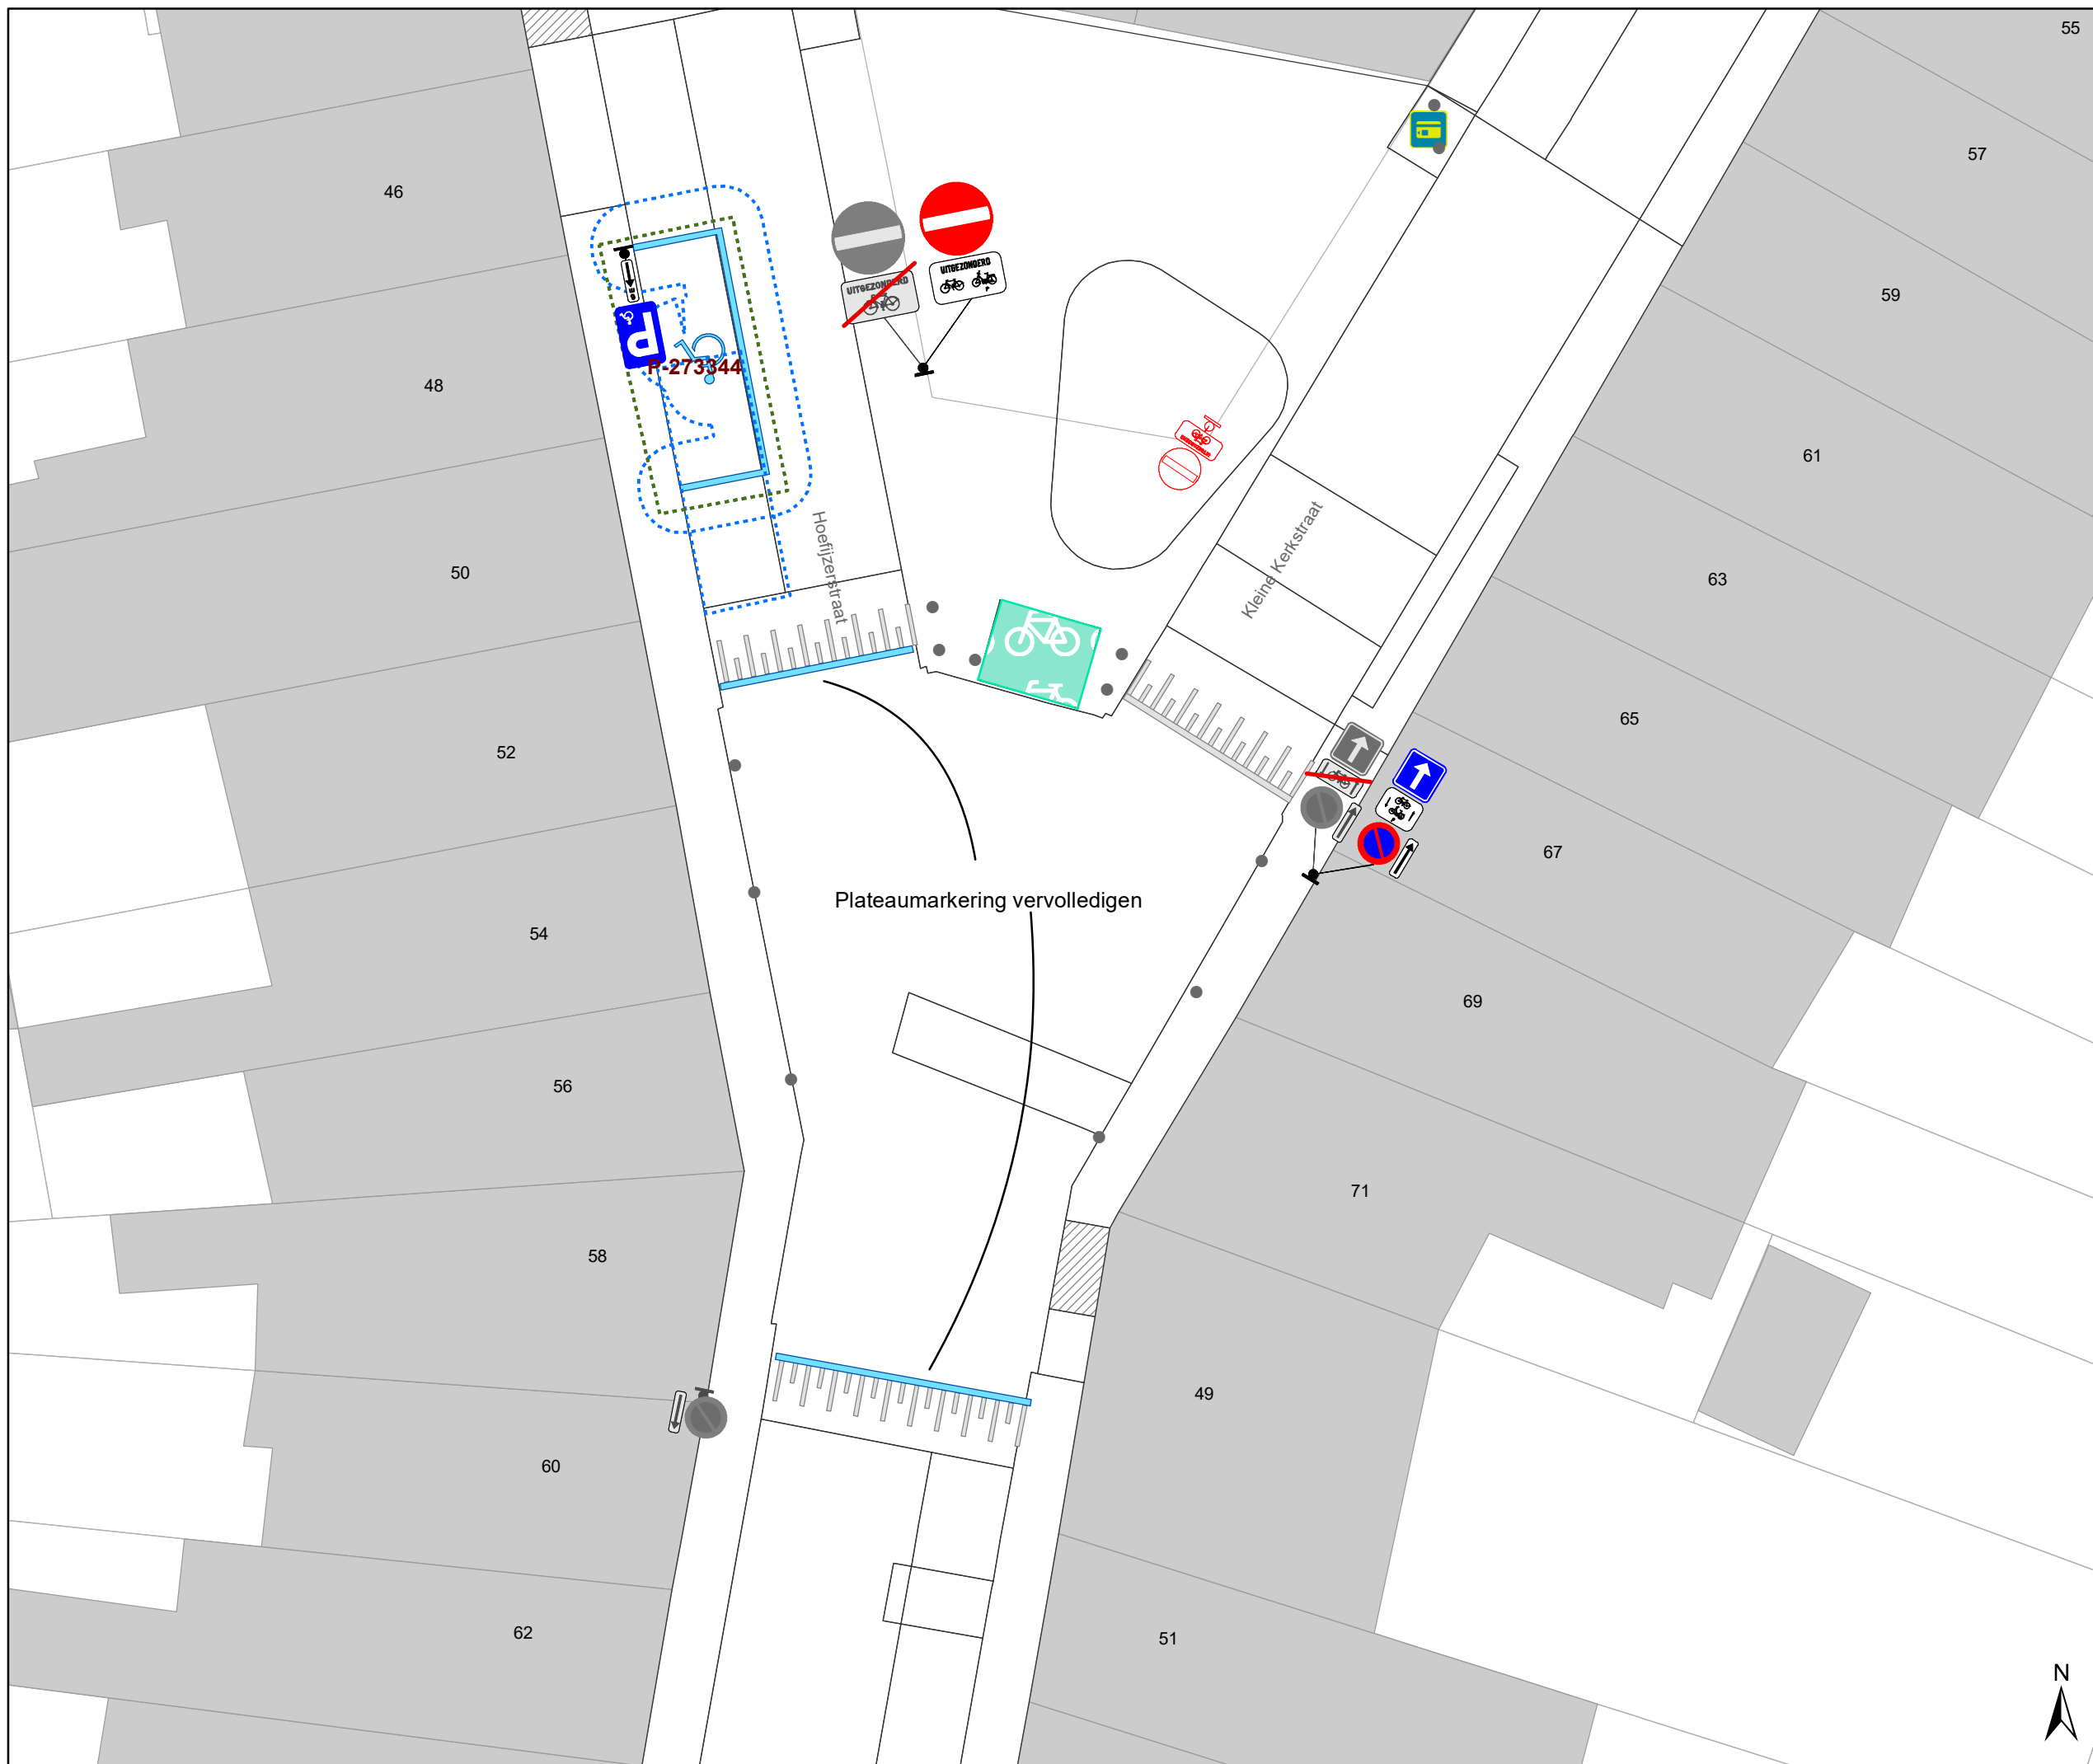 55
57
46
59
UITGEZONDERD
UITGEZONDERD
P
P
P-273344
48
61
Hoefijzerstraat
Kleine Kerkstraat
50
63
65
52
67
Plateaumarkering vervolledigen
54
69
56
71
58
49
60
62
51
N